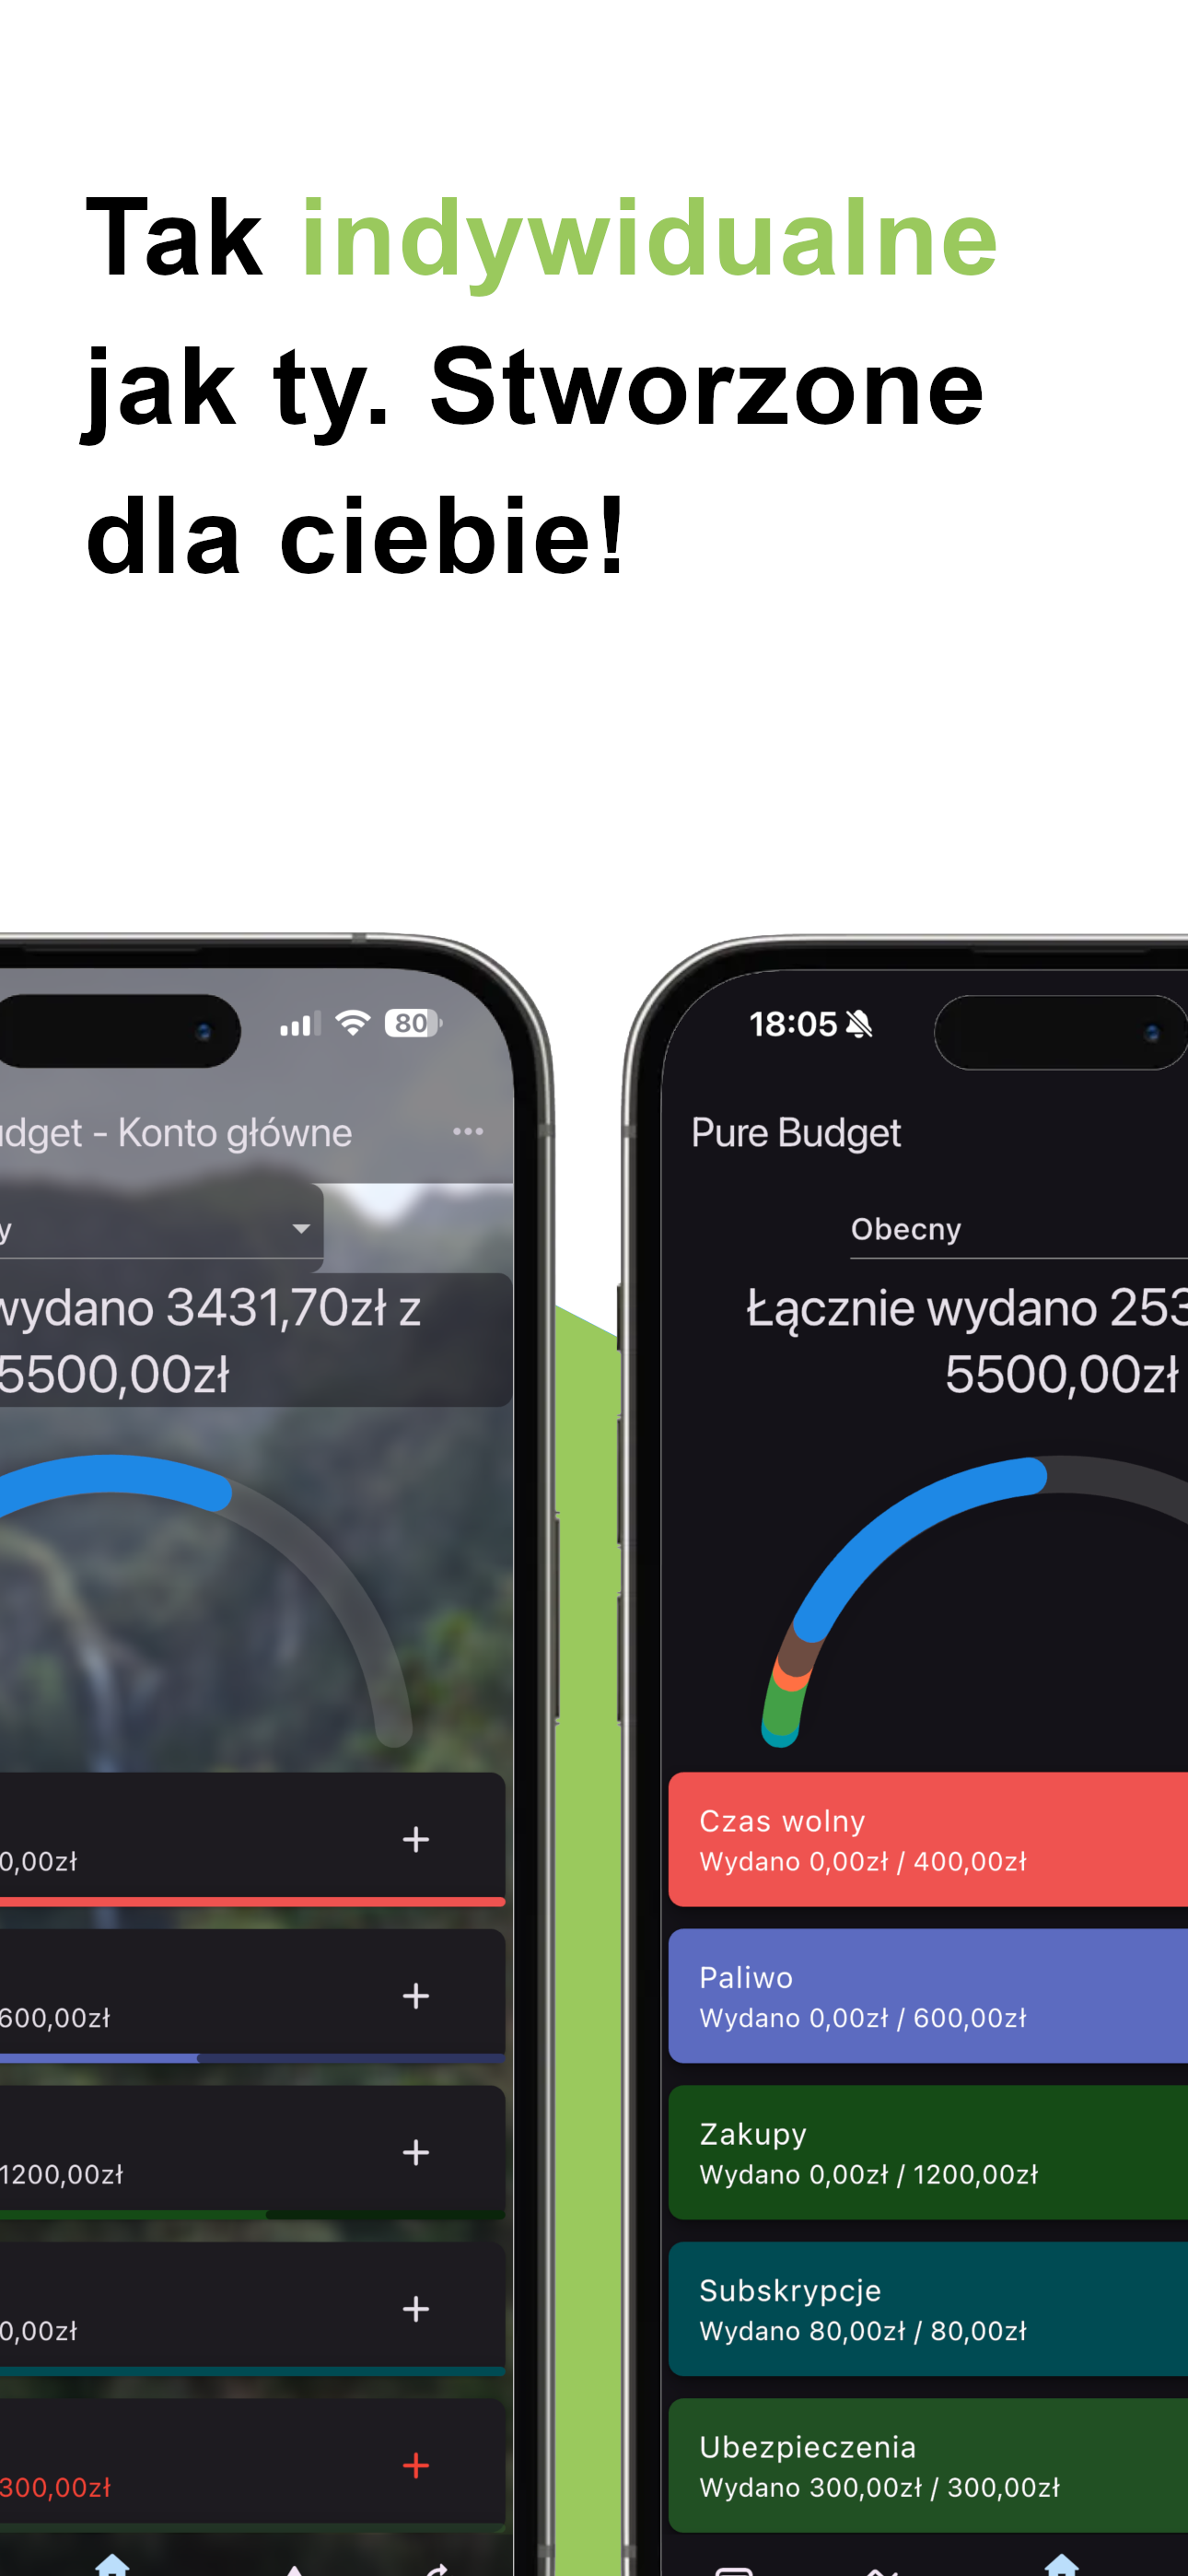 Tak indywidualne
jak ty. Stworzone
dla ciebie!
80
- Konto główne
3431,70zł z
5500,00zł
0,00zł
600,00zł
1200,00zł
0,00zł
300,00zł
18:05
Pure Budget
Obecny
Łącznie wydano
5500,00zł
Czas wolny
Wydano 0,00zł / 400,00zł
Paliwo
Wydano 0,00zł / 600,00zł
Zakupy
Wydano 0,00zł / 1200,00zł
Subskrypcje
Wydano 80,00zł / 80,00zł
Ubezpieczenia
Wydano 300,00zł / 300,00zł